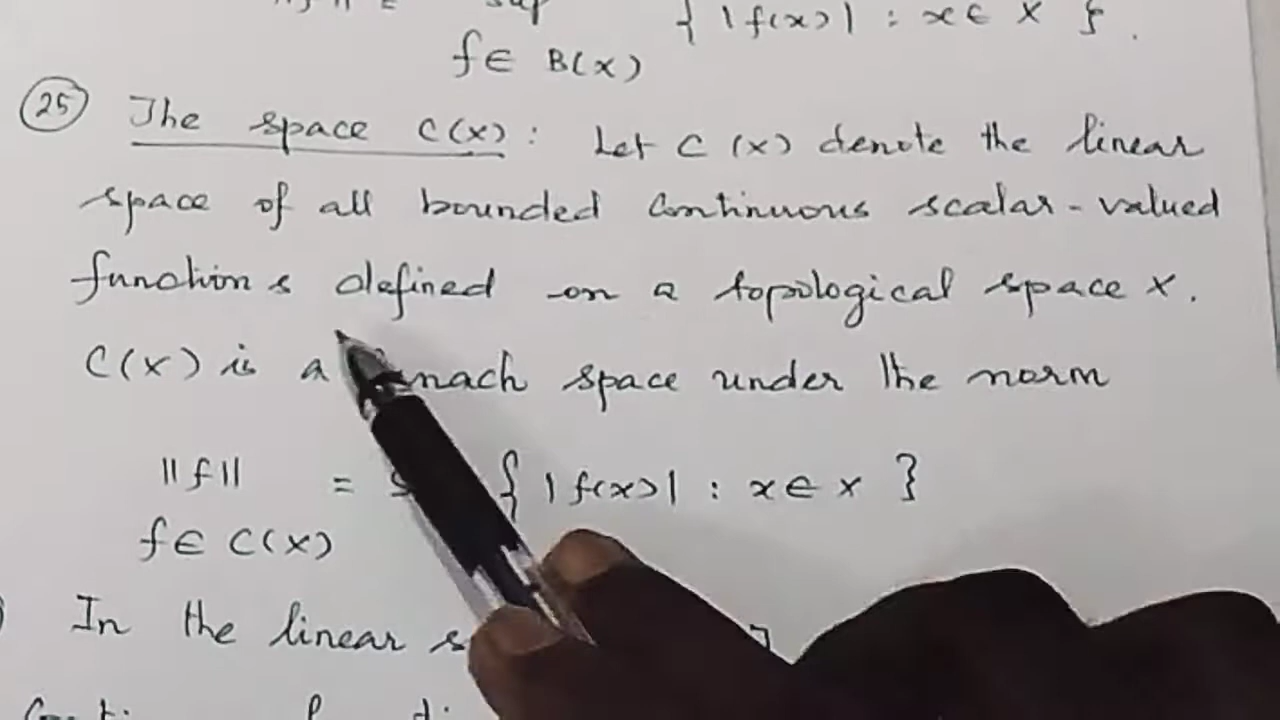 sup { |f(x)| : x ∈ X }.
f ∈ B(X)
25 The space C(X): Let C(X) denote the linear
space of all bounded continuous scalar-valued
functions defined on a topological space X.
C(X) is a nach space under the norm
||f|| = { |f(x)| : x ∈ X }
f ∈ C(X)
In the linear